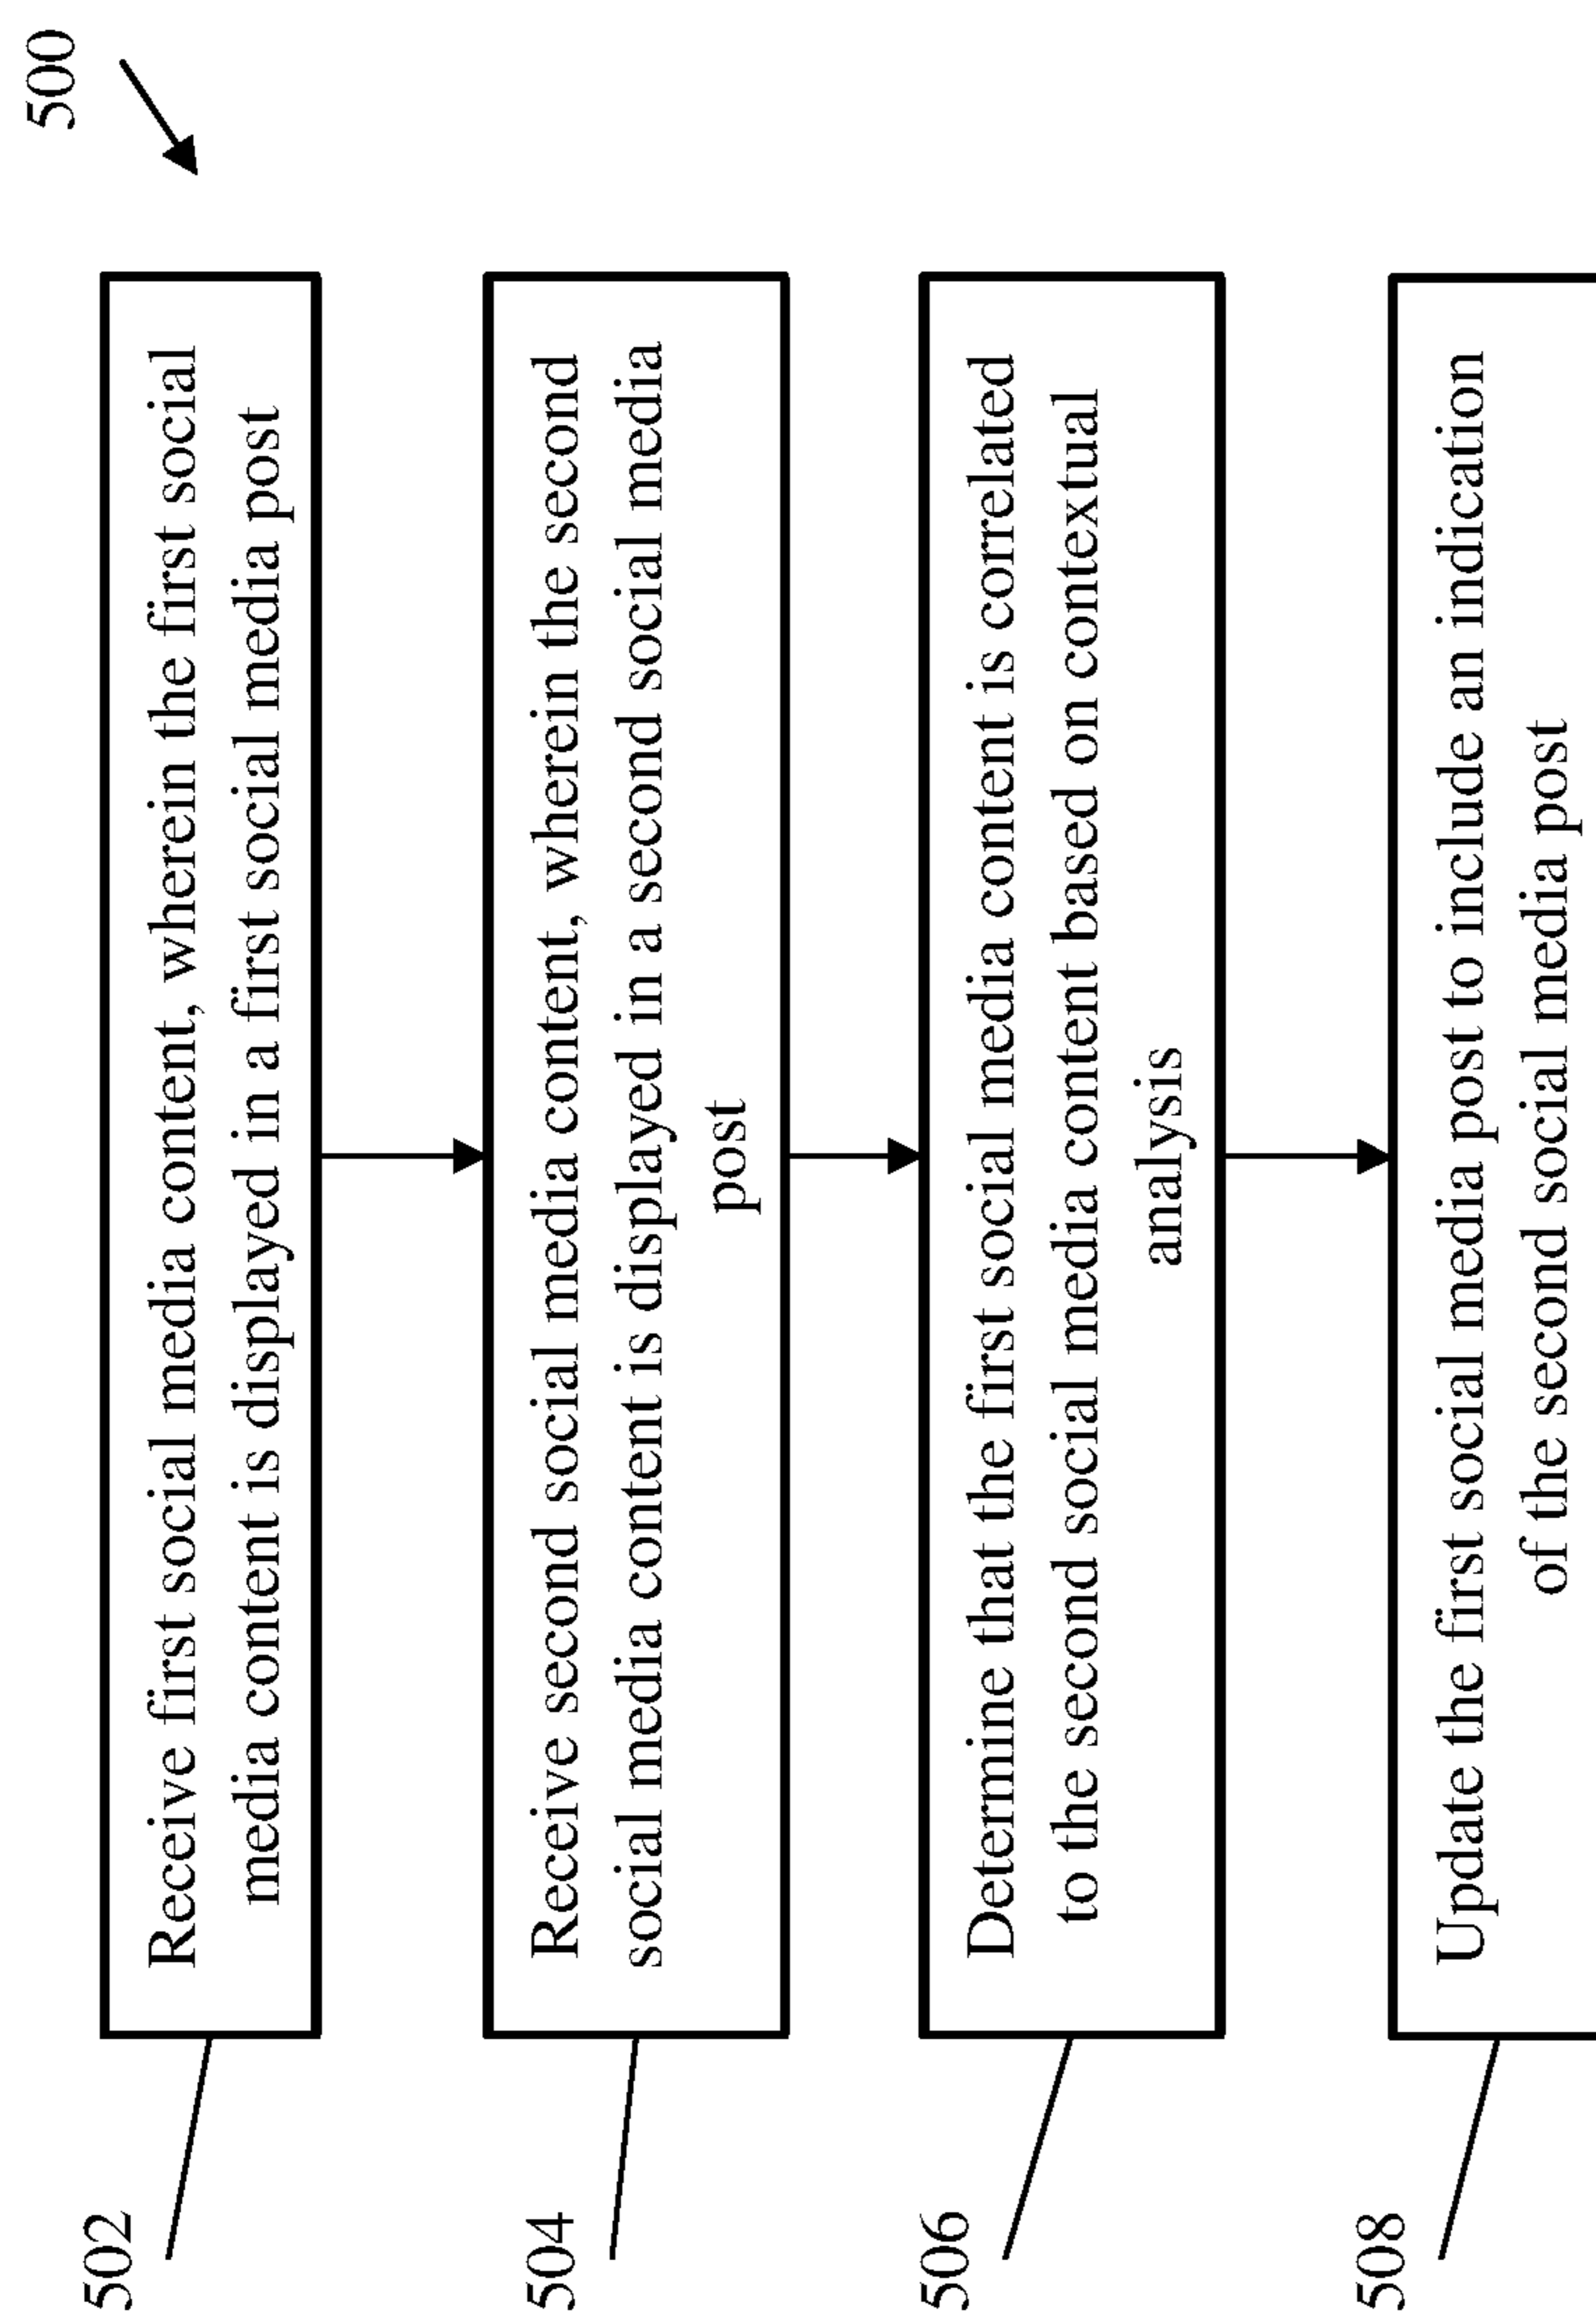 500
502
Receive first social media content, wherein the first social
media content is displayed in a first social media post
504
Receive second social media content, wherein the second
social media content is displayed in a second social media
post
506
Determine that the first social media content is correlated
to the second social media content based on contextual
analysis
508
Update the first social media post to include an indication
of the second social media post